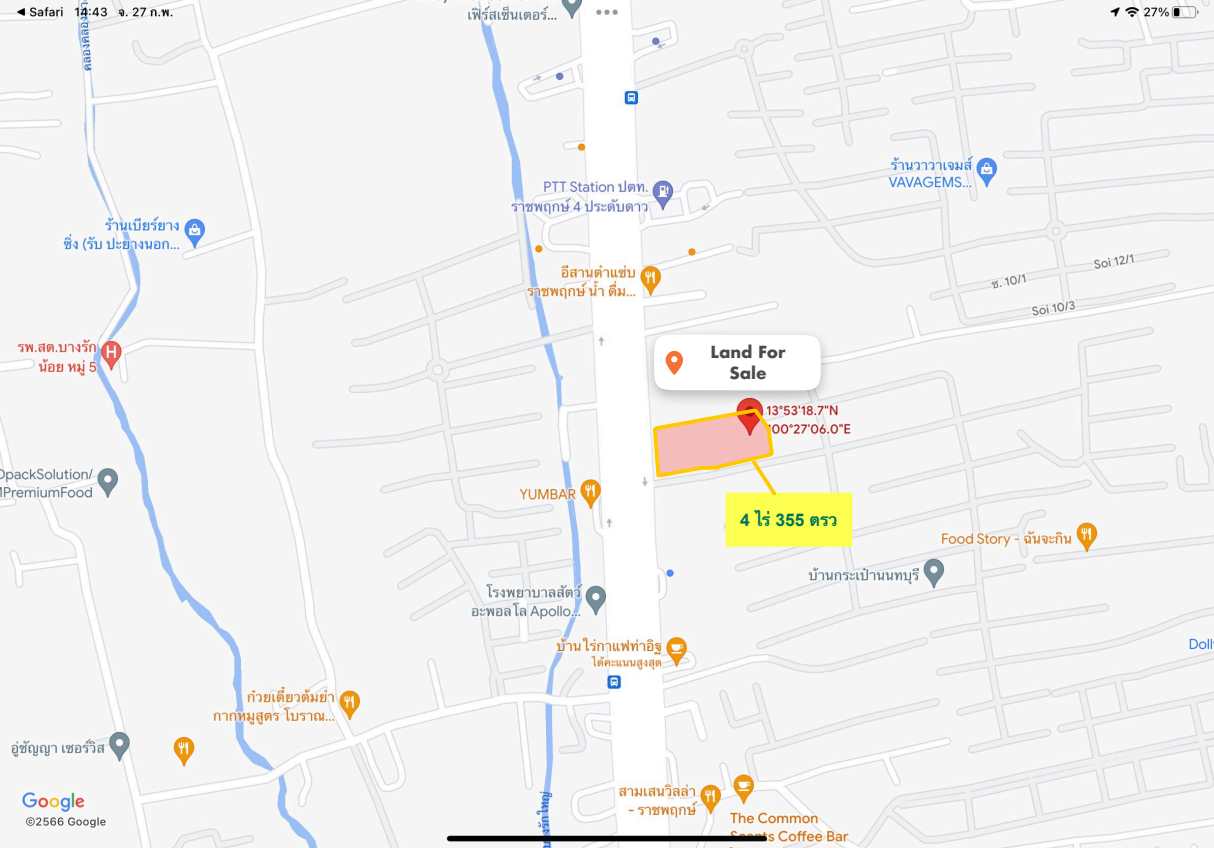 ◀ Safari 14:43 จ. 27 ก.พ.
27%
เฟิร์สเซ็นเตอร์...
PTT Station ปตท.
ราชพฤกษ์ 4 ประดับดาว
ร้านวาวาเจมส์
VAVAGEMS...
ร้านเบียร์ยาง
ซิ่ง (รับ ปะยางนอก...
อีสานตำแซ่บ
ราชพฤกษ์ น้ำ ดื่ม...
Soi 12/1
ซ. 10/1
Soi 10/3
รพ.สต.บางรัก
น้อย หมู่ 5
Land For
Sale
13°53'18.7"N
100°27'06.0"E
packSolution/
PremiumFood
YUMBAR
4 ไร่ 355 ตรว
Food Story - ฉันจะกิน
บ้านกระเป๋านนทบุรี
โรงพยาบาลสัตว์
อะพอลโล Apollo...
บ้านไร่กาแฟท่าอิฐ
ได้คะแนนสูงสุด
Doll
ก๋วยเตี๋ยวต้มยำ
กากหมูสูตร โบราณ...
อู่ชัญญา เซอร์วิส
สามเสนวิลล่า
- ราชพฤกษ์
Google
©2566 Google
The Common
Scents Coffee Bar